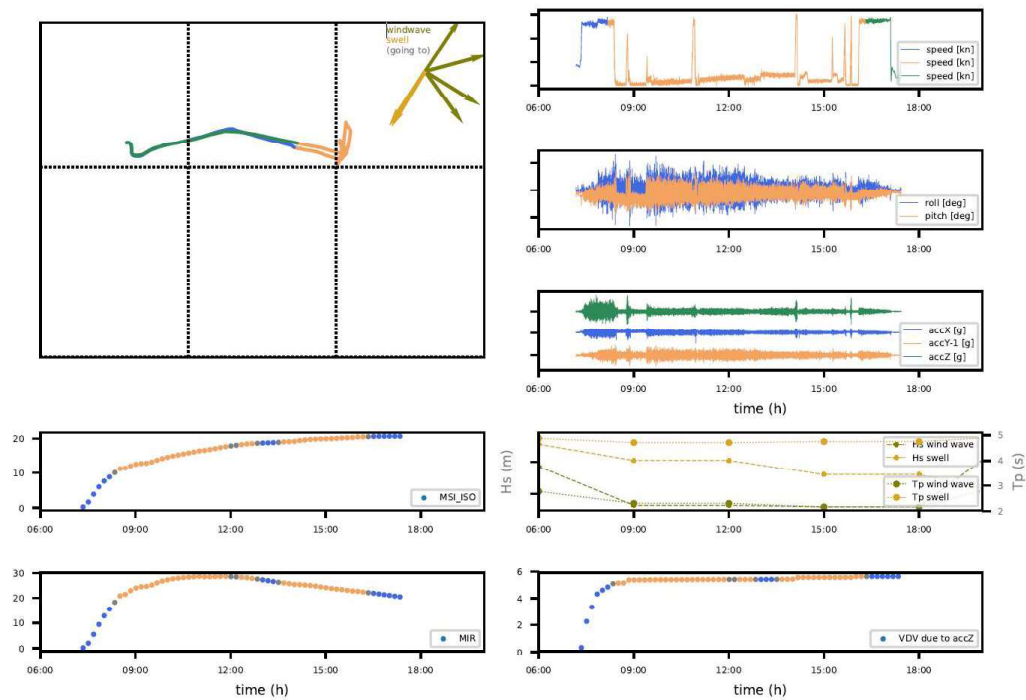 windwave
swell
(going to)
speed [kn]
speed [kn]
speed [kn]
06:00 09:00 12:00 15:00 18:00
roll [deg]
pitch [deg]
06:00 09:00 12:00 15:00 18:00
accX [g]
accY-1 [g]
accZ [g]
06:00 09:00 12:00 15:00 18:00
time (h)
20
10
0
MSI_ISO
06:00 09:00 12:00 15:00 18:00
Hs (m)
Hs wind wave
Hs swell
Tp wind wave
Tp swell
5
4
3
2
Tp (s)
06:00 09:00 12:00 15:00 18:00
30
20
10
0
MIR
06:00 09:00 12:00 15:00 18:00
time (h)
6
4
2
0
VDV due to accZ
06:00 09:00 12:00 15:00 18:00
time (h)